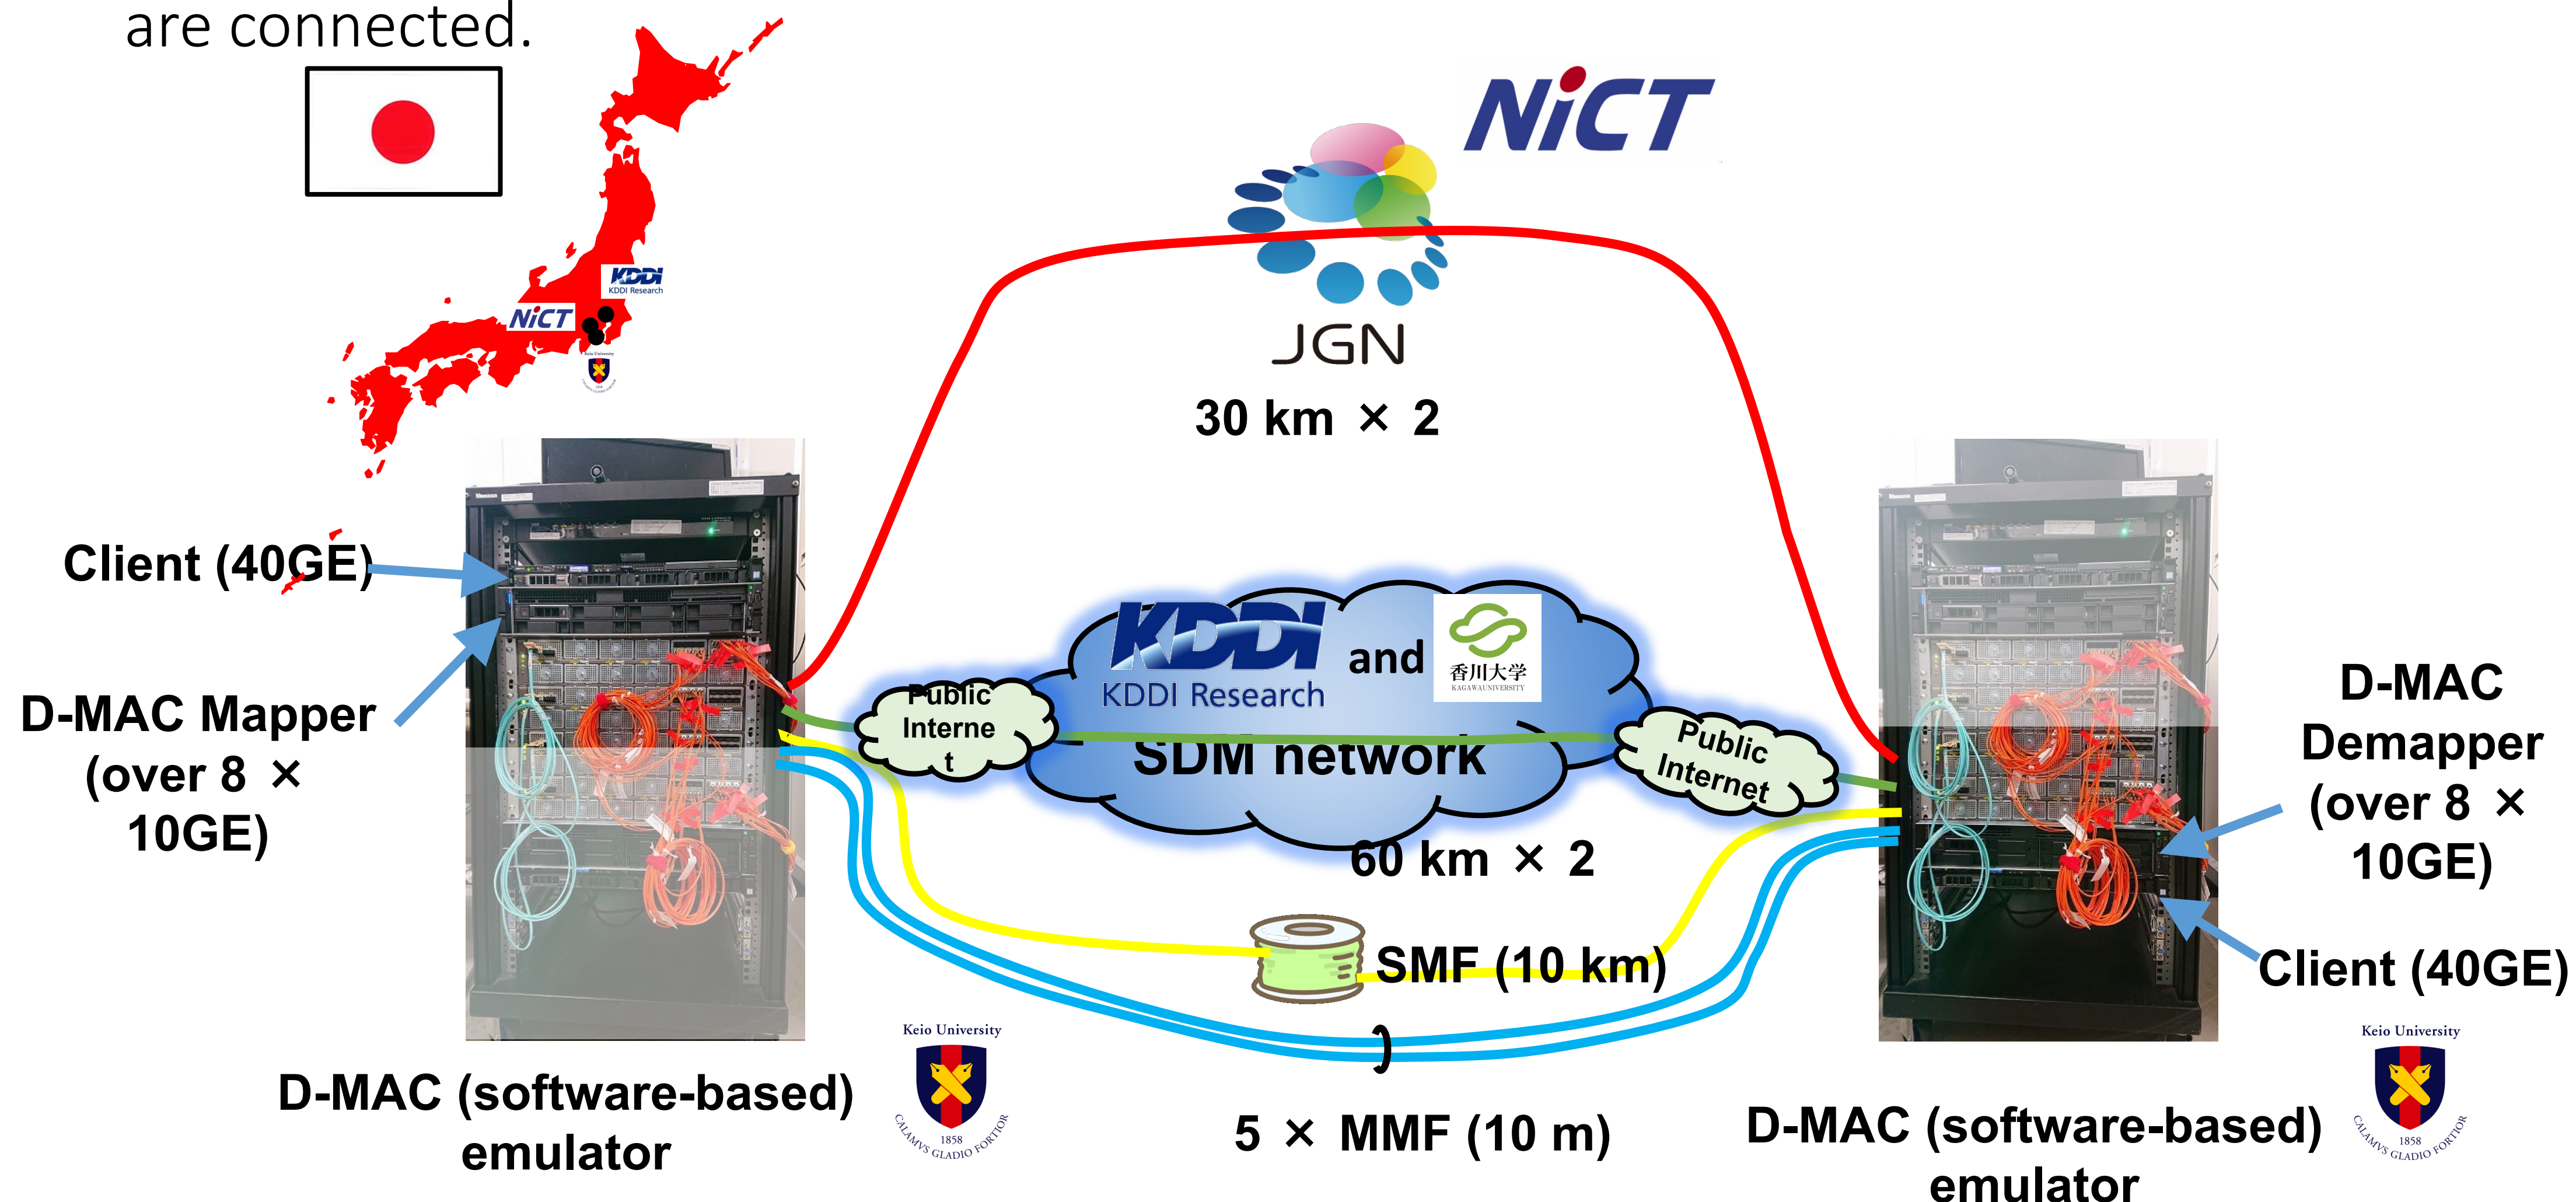 are connected.
NiCT
KDDI
KDDI Research
NiCT
Keio University
JGN
30 km × 2
Client (40GE)
D-MAC Mapper
(over 8 ×
10GE)
KDDI
KDDI Research
and
香川大学
KAGAWAUNIVERSITY
SDM network
Public
Interne
t
Public
Internet
60 km × 2
D-MAC
Demapper
(over 8 ×
10GE)
SMF (10 km)
Client (40GE)
5 × MMF (10 m)
Keio University
1858
CALAMVS GLADIO FORTIOR
D-MAC (software-based)
emulator
Keio University
1858
CALAMVS GLADIO FORTIOR
D-MAC (software-based)
emulator